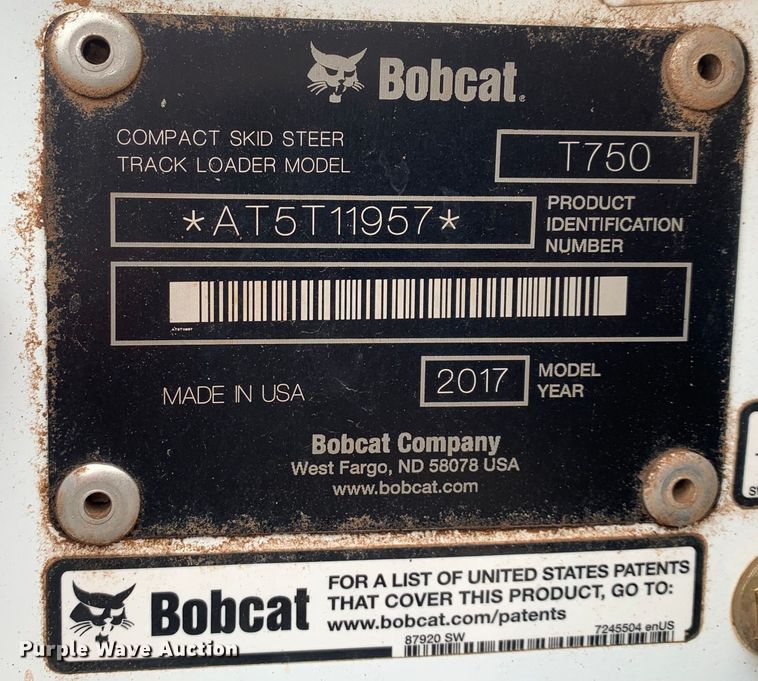 Bobcat®
COMPACT SKID STEER
TRACK LOADER MODEL
T750
*AT5T11957*
PRODUCT
IDENTIFICATION
NUMBER
AT5T11957
MADE IN USA
2017
MODEL
YEAR
Bobcat Company
West Fargo, ND 58078 USA
www.bobcat.com
Bobcat
FOR A LIST OF UNITED STATES PATENTS
THAT COVER THIS PRODUCT, GO TO:
www.bobcat.com/patents
87920 SW
7245504 enUS
Purple Wave Auction